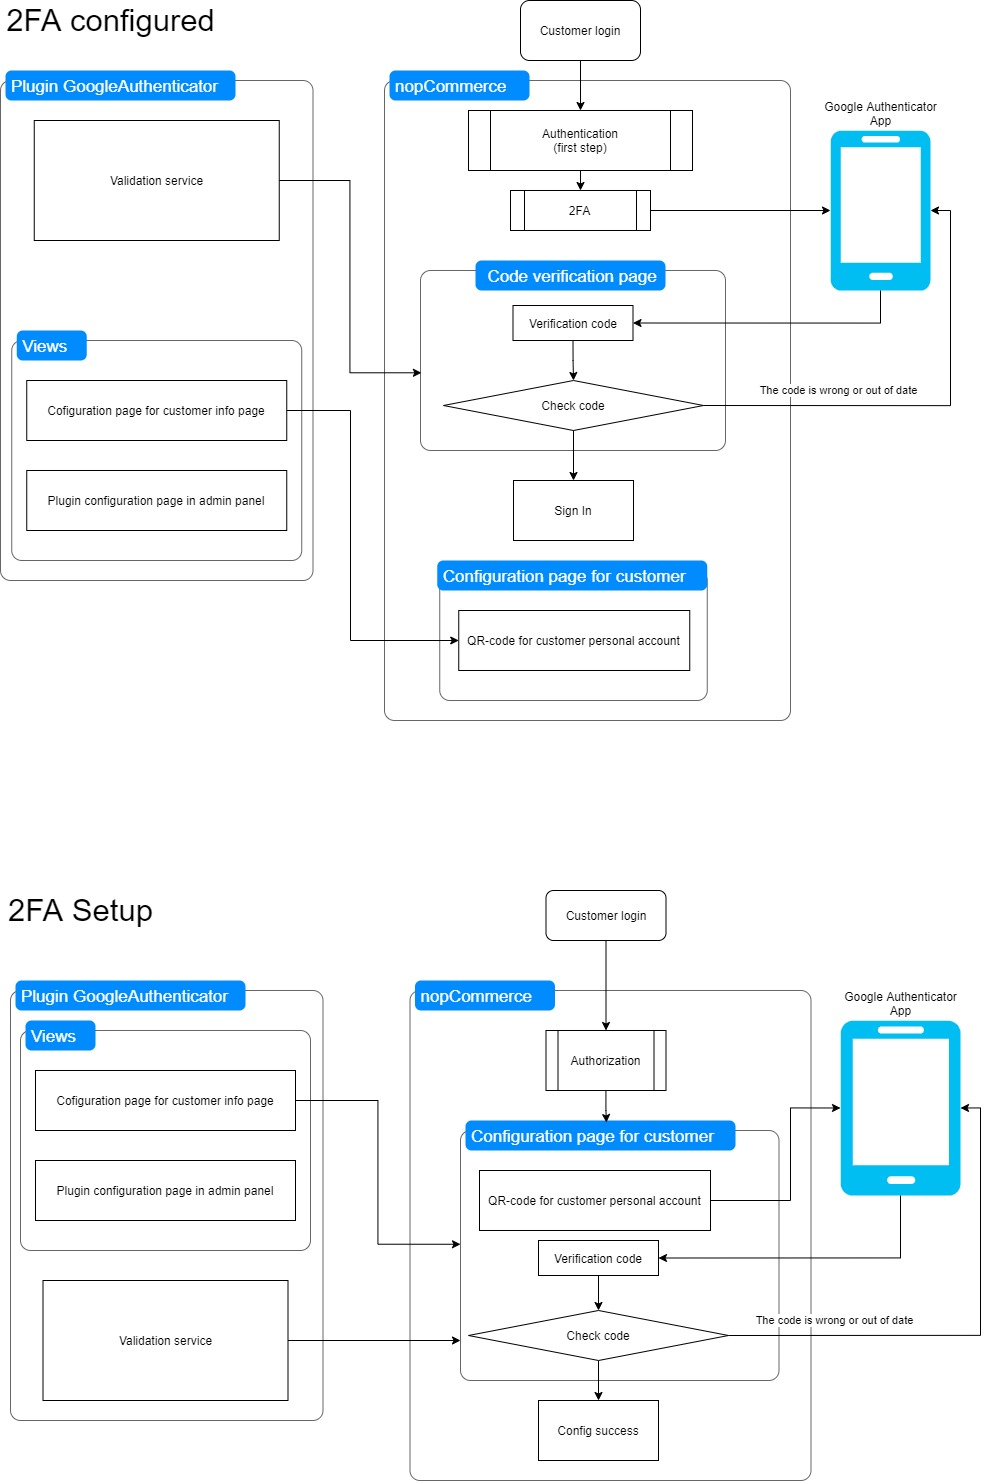 2FA configured
Customer login
Plugin GoogleAuthenticator
nopCommerce
Google Authenticator
App
Authentication
(first step)
Validation service
2FA
Code verification page
Verification code
Views
The code is wrong or out of date
Cofiguration page for customer info page
Check code
Plugin configuration page in admin panel
Sign In
Configuration page for customer
QR-code for customer personal account
2FA Setup
Customer login
Plugin GoogleAuthenticator
nopCommerce
Google Authenticator
App
Views
Authorization
Cofiguration page for customer info page
Configuration page for customer
Plugin configuration page in admin panel
QR-code for customer personal account
Verification code
The code is wrong or out of date
Validation service
Check code
Config success